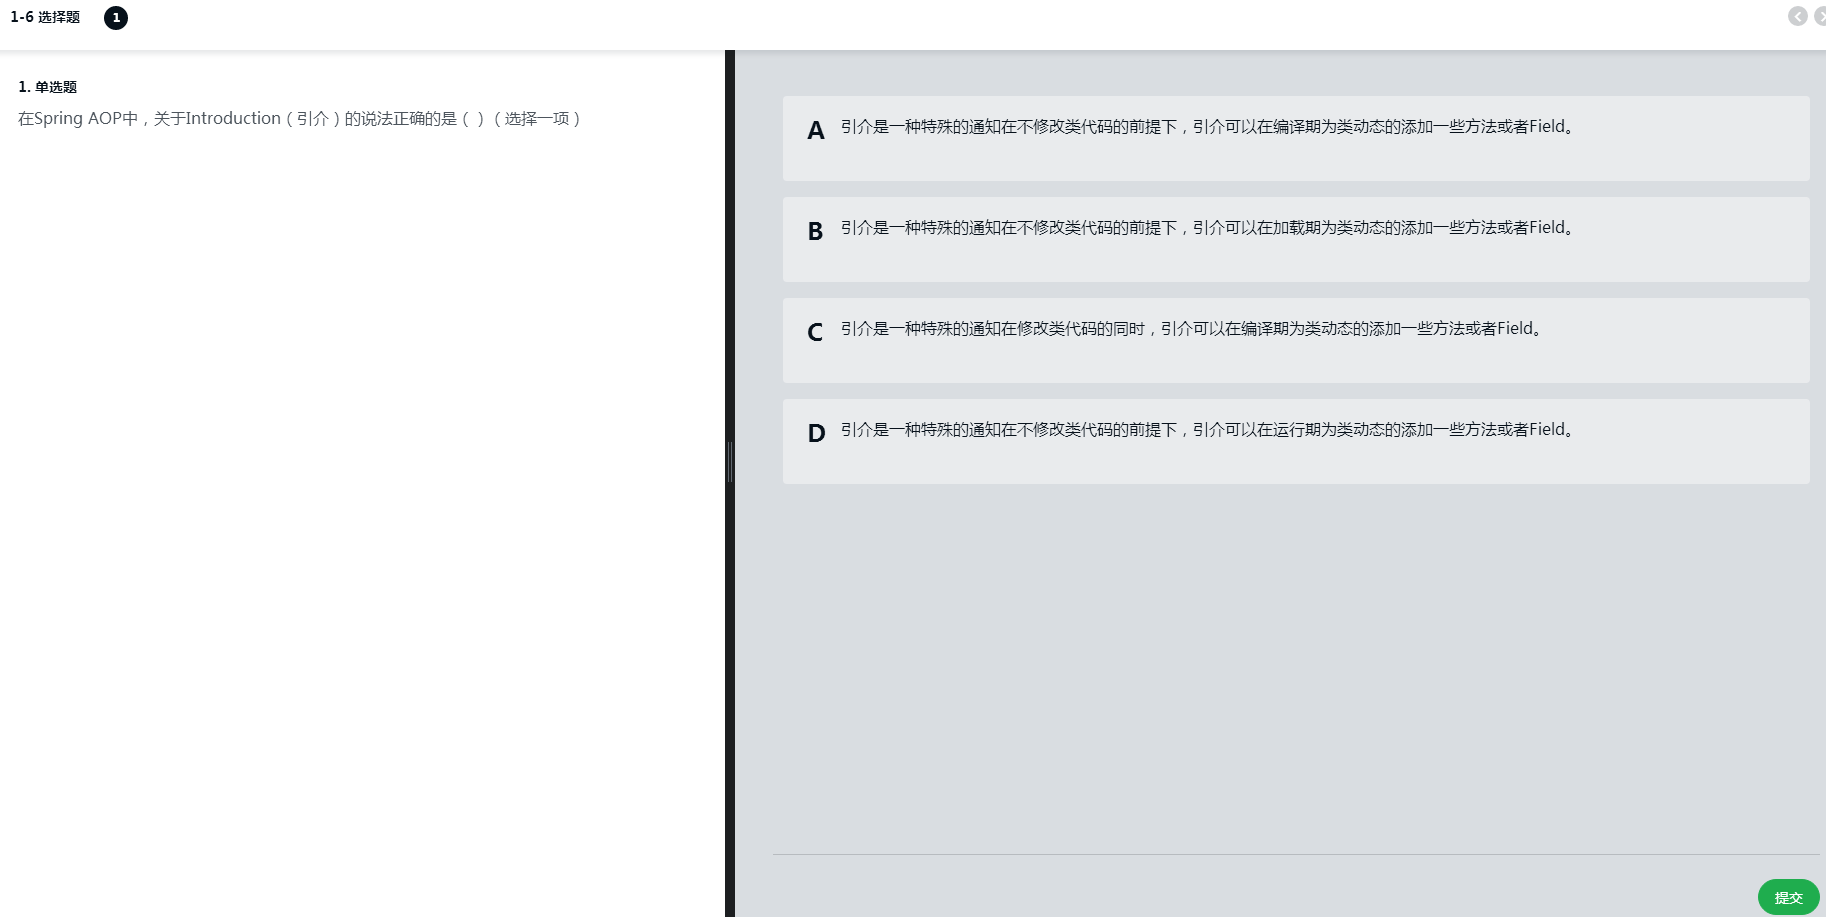 1-6 选择题
1
1. 单选题
在Spring AOP中，关于Introduction（引介）的说法正确的是（ ）（选择一项）
A 引介是一种特殊的通知在不修改类代码的前提下，引介可以在编译期为类动态的添加一些方法或者Field。
B 引介是一种特殊的通知在不修改类代码的前提下，引介可以在加载期为类动态的添加一些方法或者Field。
C 引介是一种特殊的通知在修改类代码的同时，引介可以在编译期为类动态的添加一些方法或者Field。
D 引介是一种特殊的通知在不修改类代码的前提下，引介可以在运行期为类动态的添加一些方法或者Field。
提交